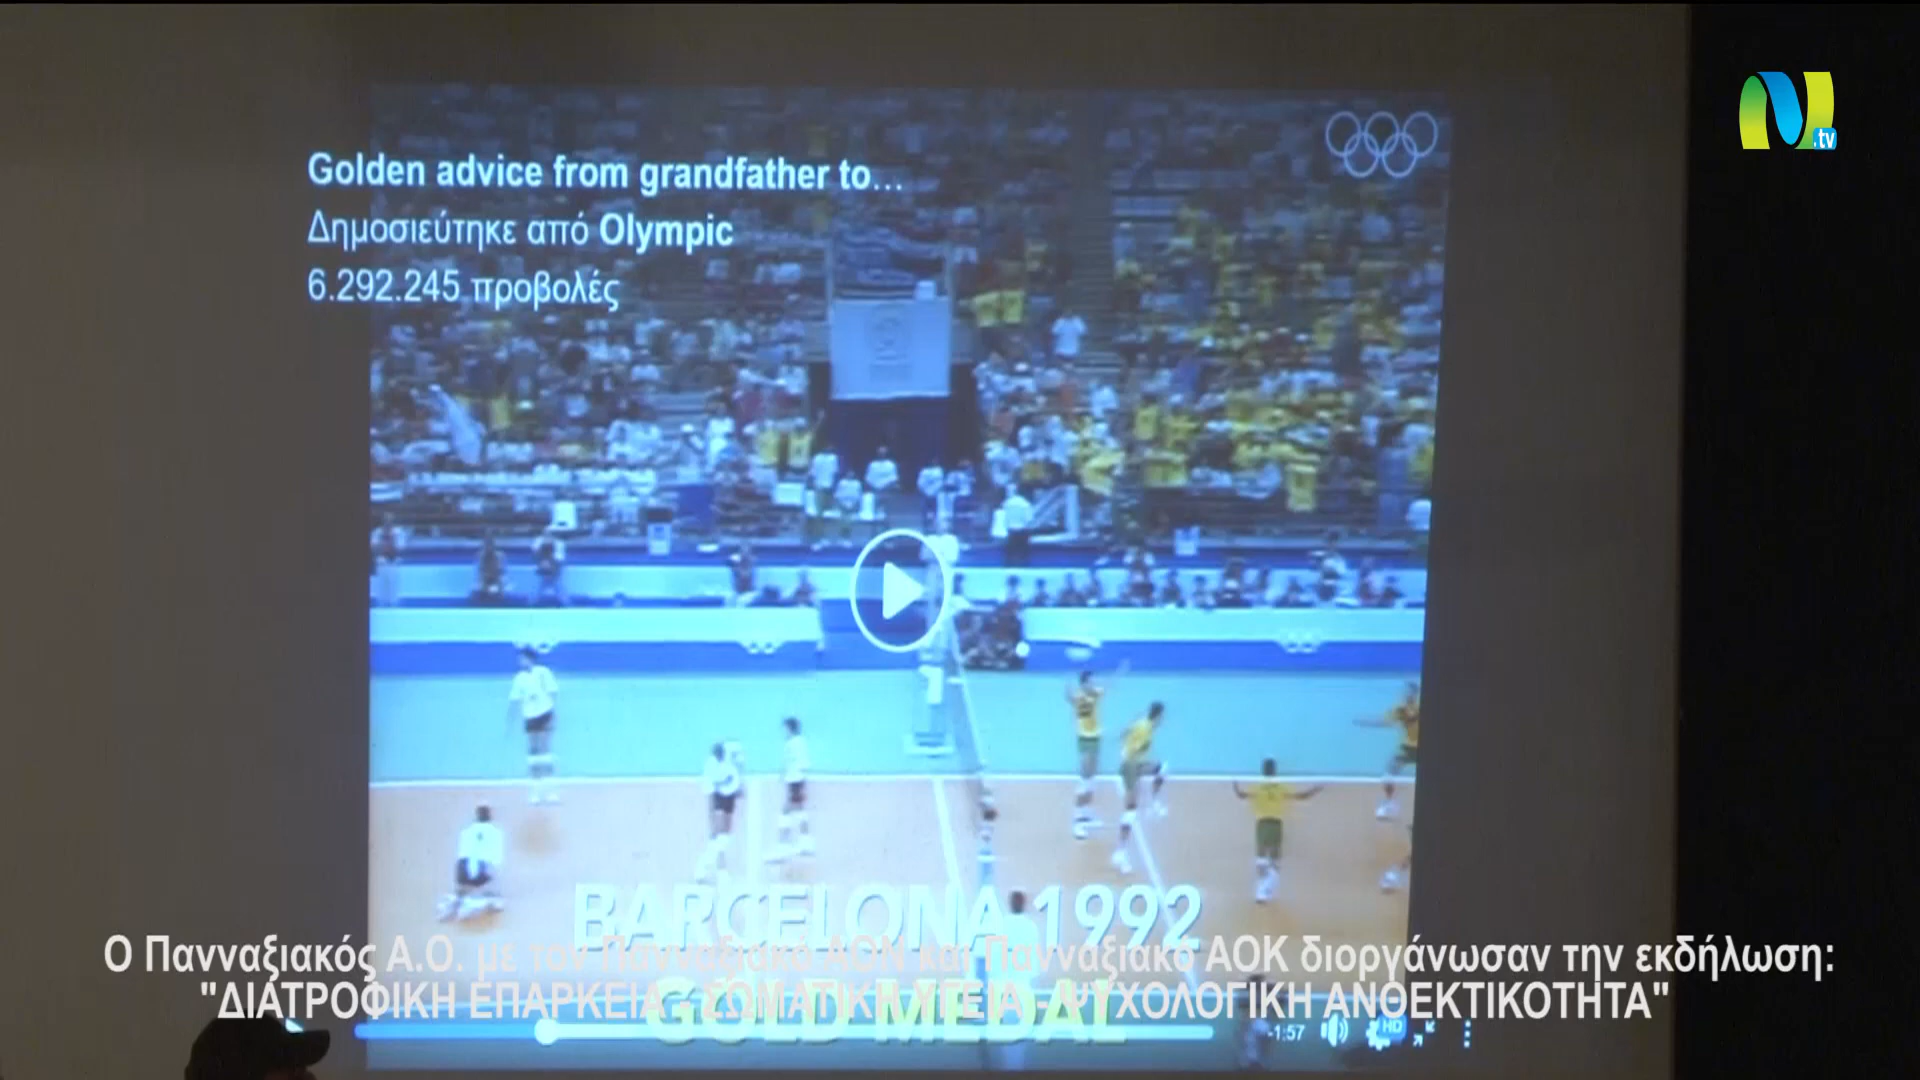 .tv
Golden advice from grandfather to...
Δημοσιεύτηκε από Olympic
6.292.245 προβολές
BARCELONA 1992
GOLD MEDAL
Ο Πανναξιακός Α.Ο. με τον Πανναξιακό ΑΟΝ και Πανναξιακό ΑΟΚ διοργάνωσαν την εκδήλωση:
"ΔΙΑΤΡΟΦΙΚΗ ΕΠΑΡΚΕΙΑ - ΣΩΜΑΤΙΚΗ ΥΓΕΙΑ - ΨΥΧΟΛΟΓΙΚΗ ΑΝΘΕΚΤΙΚΟΤΗΤΑ"
-1:57 HD